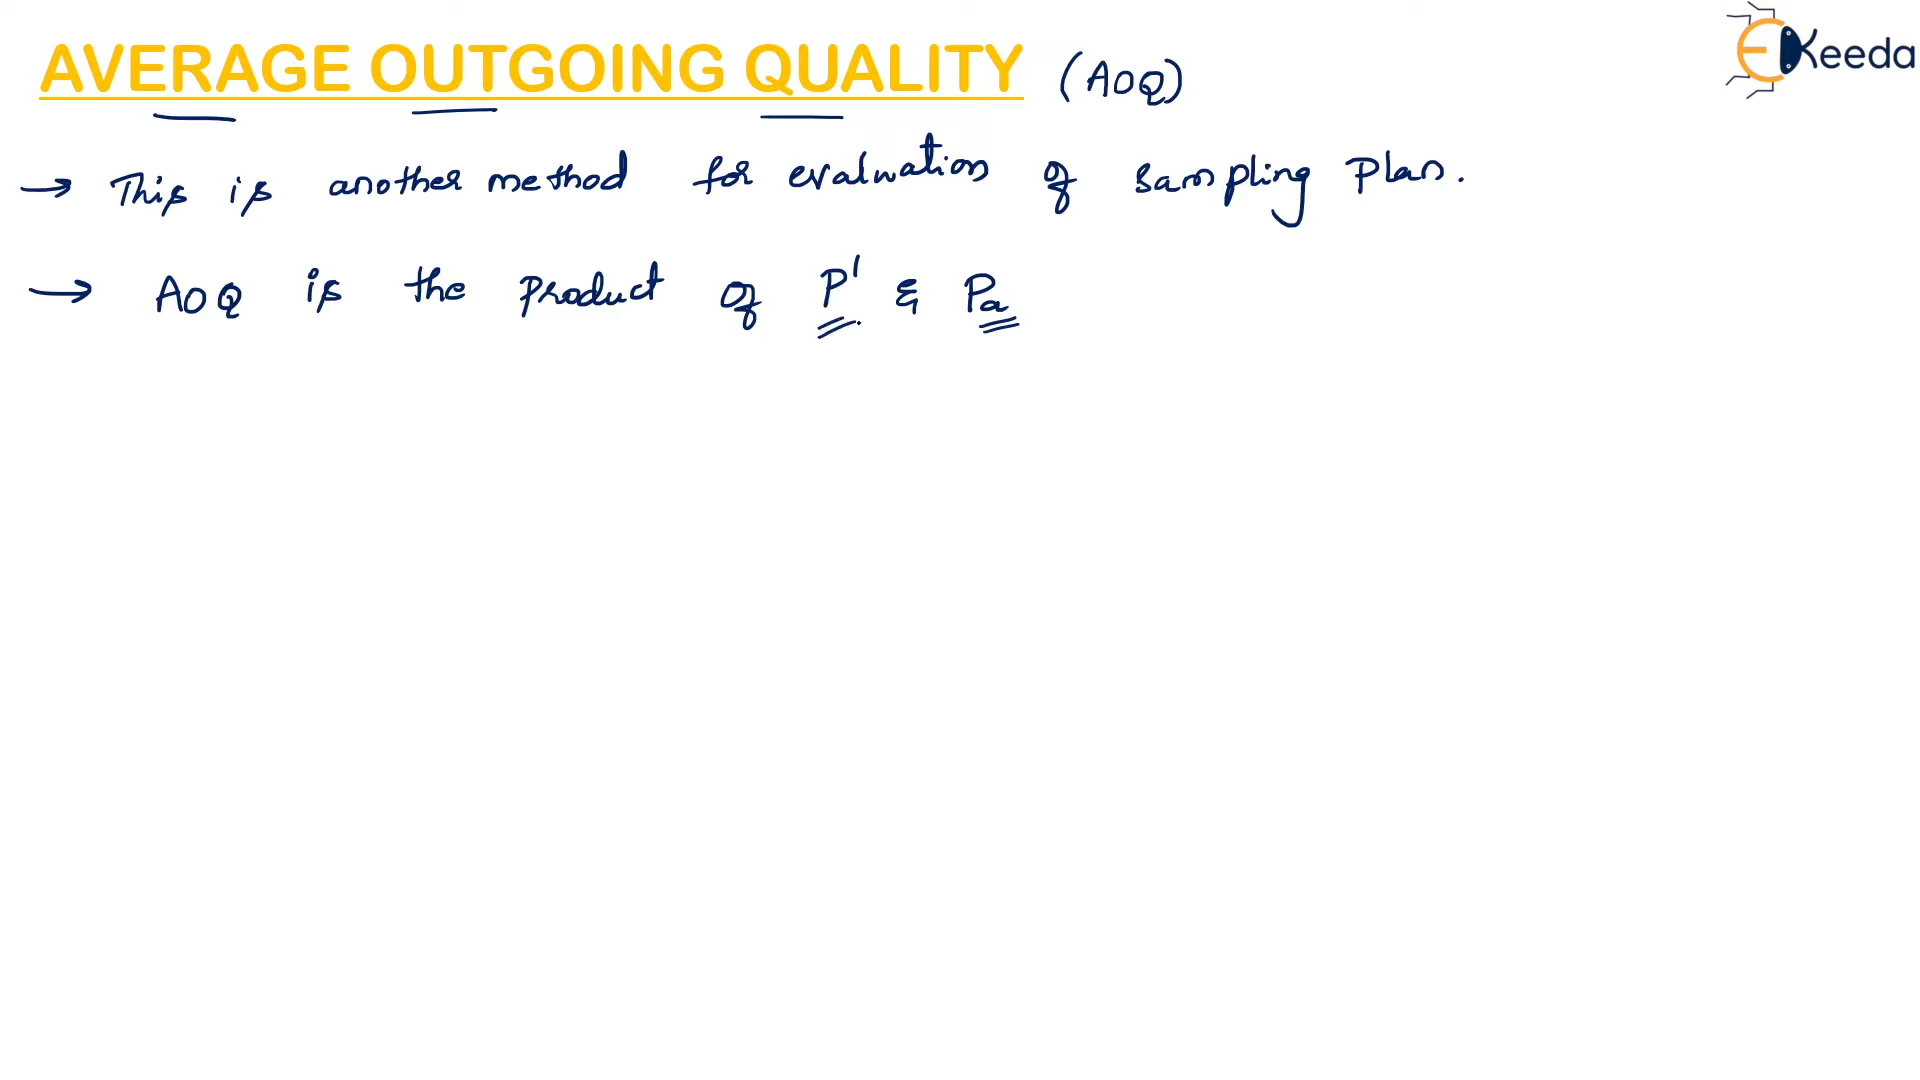 AVERAGE OUTGOING QUALITY (AOQ)
EKeeda
→ This is another method for evaluation of sampling Plan.
→ AOQ is the product of P' & Pa